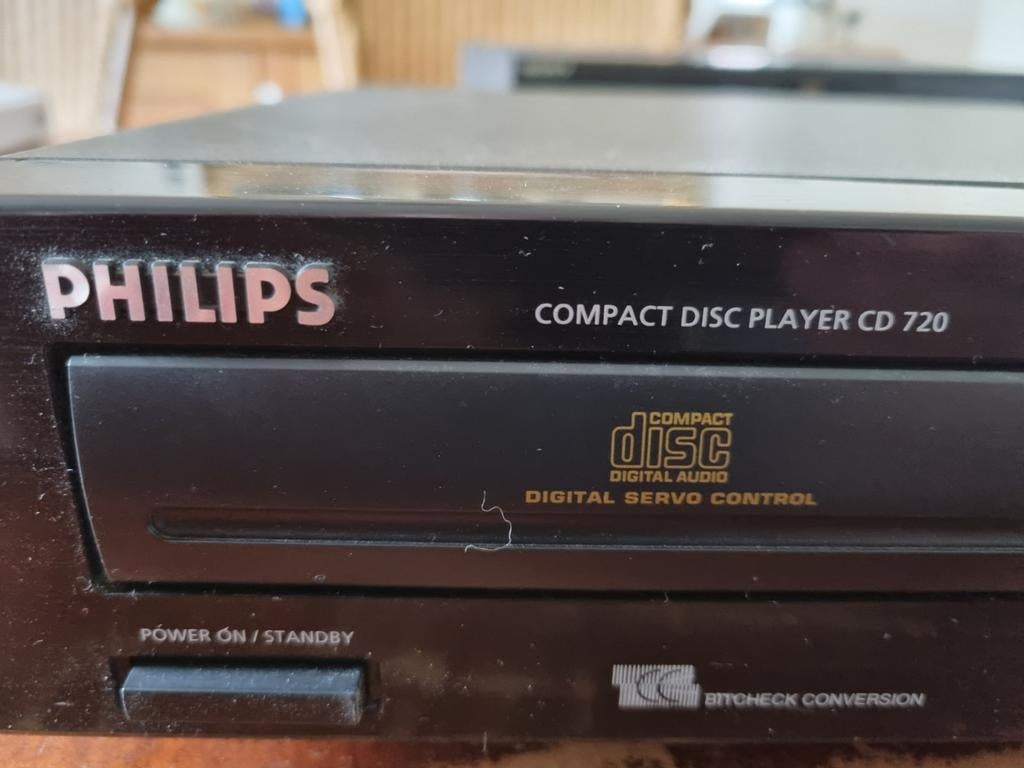 PHILIPS
COMPACT DISC PLAYER CD 720
COMPACT
disc
DIGITAL AUDIO
DIGITAL SERVO CONTROL
POWER ON / STANDBY
BITCHECK CONVERSION